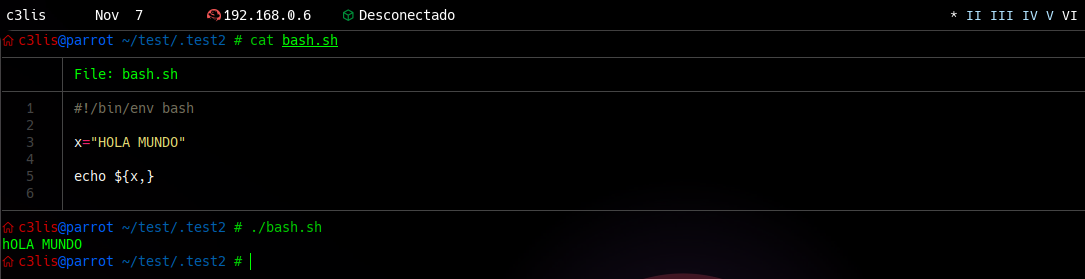 c3lis Nov 7 192.168.0.6 Desconectado * II III IV V VI
c3lis@parrot ~/test/.test2 # cat bash.sh
File: bash.sh
1 #!/bin/env bash
2
3 x="HOLA MUNDO"
4
5 echo ${x,}
6
c3lis@parrot ~/test/.test2 # ./bash.sh
hOLA MUNDO
c3lis@parrot ~/test/.test2 #